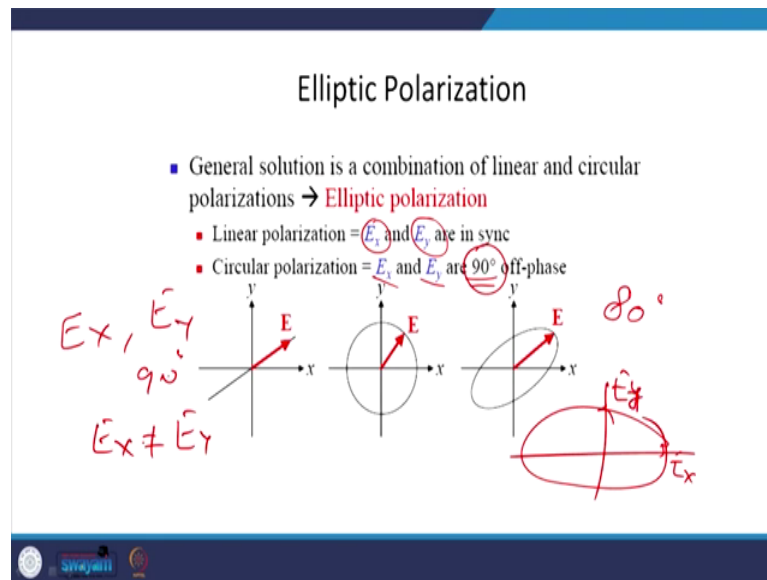 Elliptic Polarization
General solution is a combination of linear and circular
polarizations → Elliptic polarization
Linear polarization = Ex and Ey are in sync
Circular polarization = Ex and Ey are 90° off-phase
y
y
y
80°
E
E
E
Ex, Ey
x
x
x
90°
Ey
Ex ≠ Ey
Ex
swayam